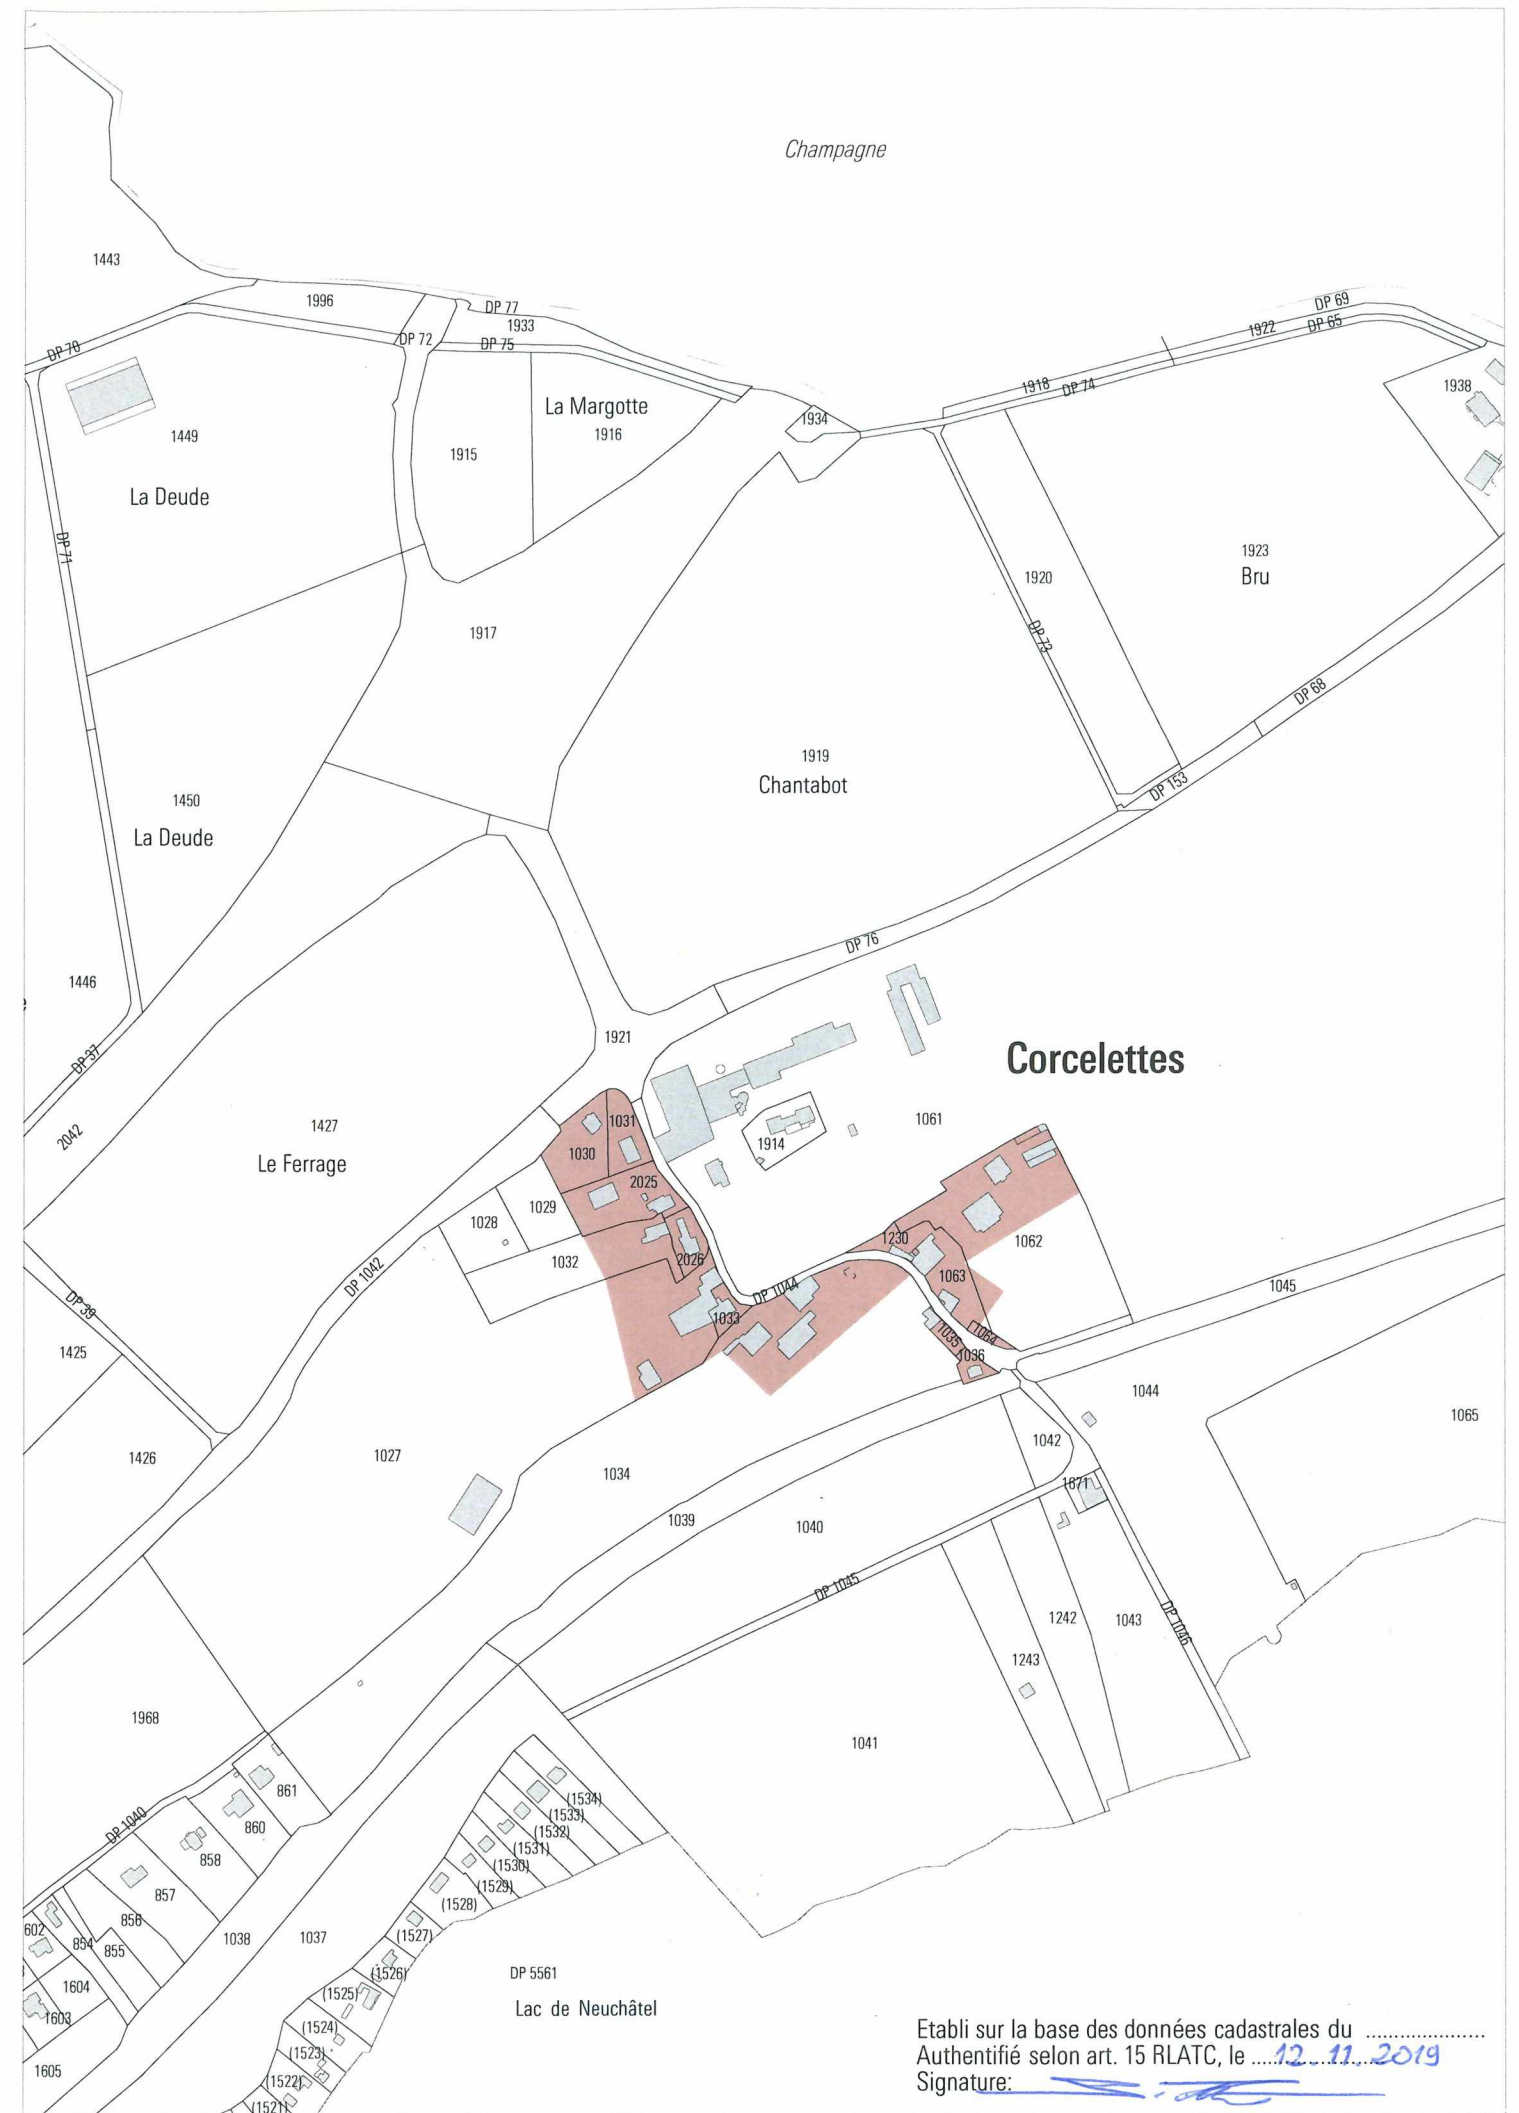 Champagne
1443
1996
DP 77
1933
DP 69
1922
DP 65
DP 70
DP 72
DP 75
1918
DP 74
1938
La Margotte
1916
1934
1449
1915
La Deude
DP 71
1923
Bru
1920
1917
DP 73
DP 68
1919
Chantabot
DP 153
1450
La Deude
DP 76
1446
1921
Corcelettes
DP 37
2042
1427
Le Ferrage
1031
1030
1914
1061
2025
1029
1028
1032
2026
1230
1062
1063
DP 1042
DP 1044
1033
1045
DP 39
1035
1064
1036
1425
1044
1065
1426
1027
1034
1042
1671
1039
1040
DP 1045
1242
1043
DP 1046
1243
1968
1041
861
DP 1040
860
858
857
856
(1534)
(1533)
(1532)
(1531)
(1530)
(1529)
(1528)
(1527)
602
854
855
1038
1037
(1526)
DP 5561
1604
(1525)
Lac de Neuchâtel
1603
(1524)
(1523)
1605
(1522)
(1521)
Etabli sur la base des données cadastrales du .....................
Authentifié selon art. 15 RLATC, le ....12.11.2019
Signature: